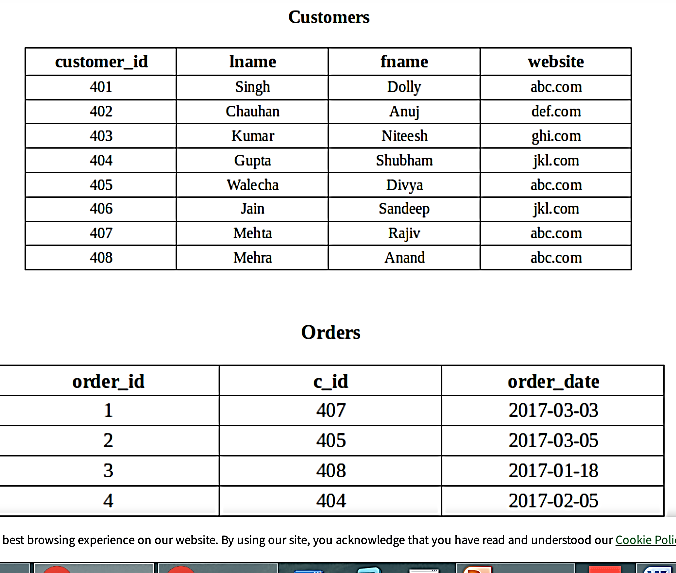 Customers
customer_id lname fname website
401 Singh Dolly abc.com
402 Chauhan Anuj def.com
403 Kumar Niteesh ghi.com
404 Gupta Shubham jkl.com
405 Walecha Divya abc.com
406 Jain Sandeep jkl.com
407 Mehta Rajiv abc.com
408 Mehra Anand abc.com
Orders
order_id c_id order_date
1 407 2017-03-03
2 405 2017-03-05
3 408 2017-01-18
4 404 2017-02-05
best browsing experience on our website. By using our site, you acknowledge that you have read and understood our Cookie Poli